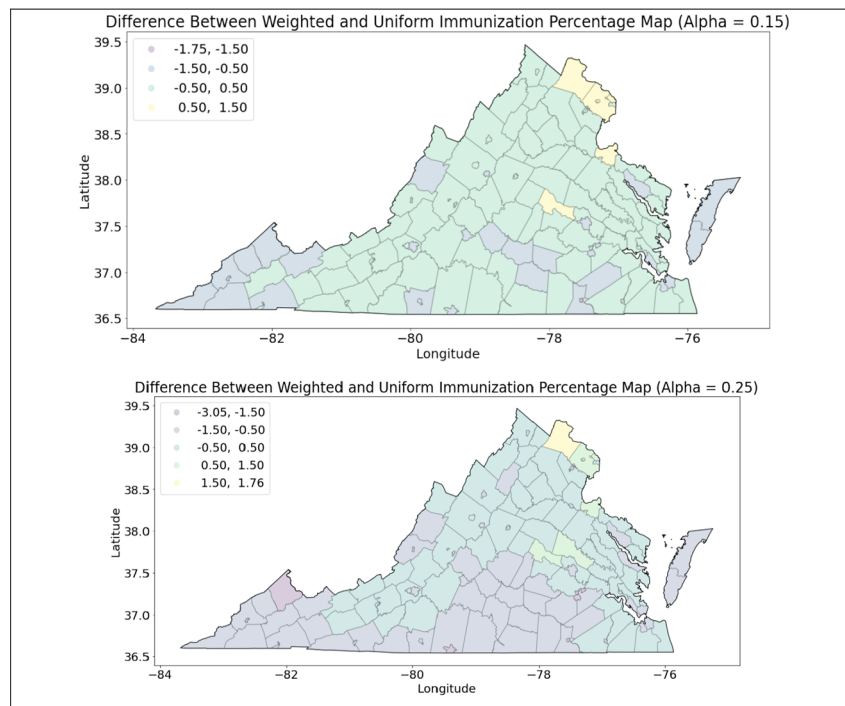 Difference Between Weighted and Uniform Immunization Percentage Map (Alpha = 0.15)
-1.75, -1.50
-1.50, -0.50
-0.50, 0.50
0.50, 1.50
39.5
39.0
38.5
38.0
37.5
37.0
36.5
Latitude
−84 −82 −80 −78 −76
Longitude
Difference Between Weighted and Uniform Immunization Percentage Map (Alpha = 0.25)
-3.05, -1.50
-1.50, -0.50
-0.50, 0.50
0.50, 1.50
1.50, 1.76
39.5
39.0
38.5
38.0
37.5
37.0
36.5
Latitude
−84 −82 −80 −78 −76
Longitude